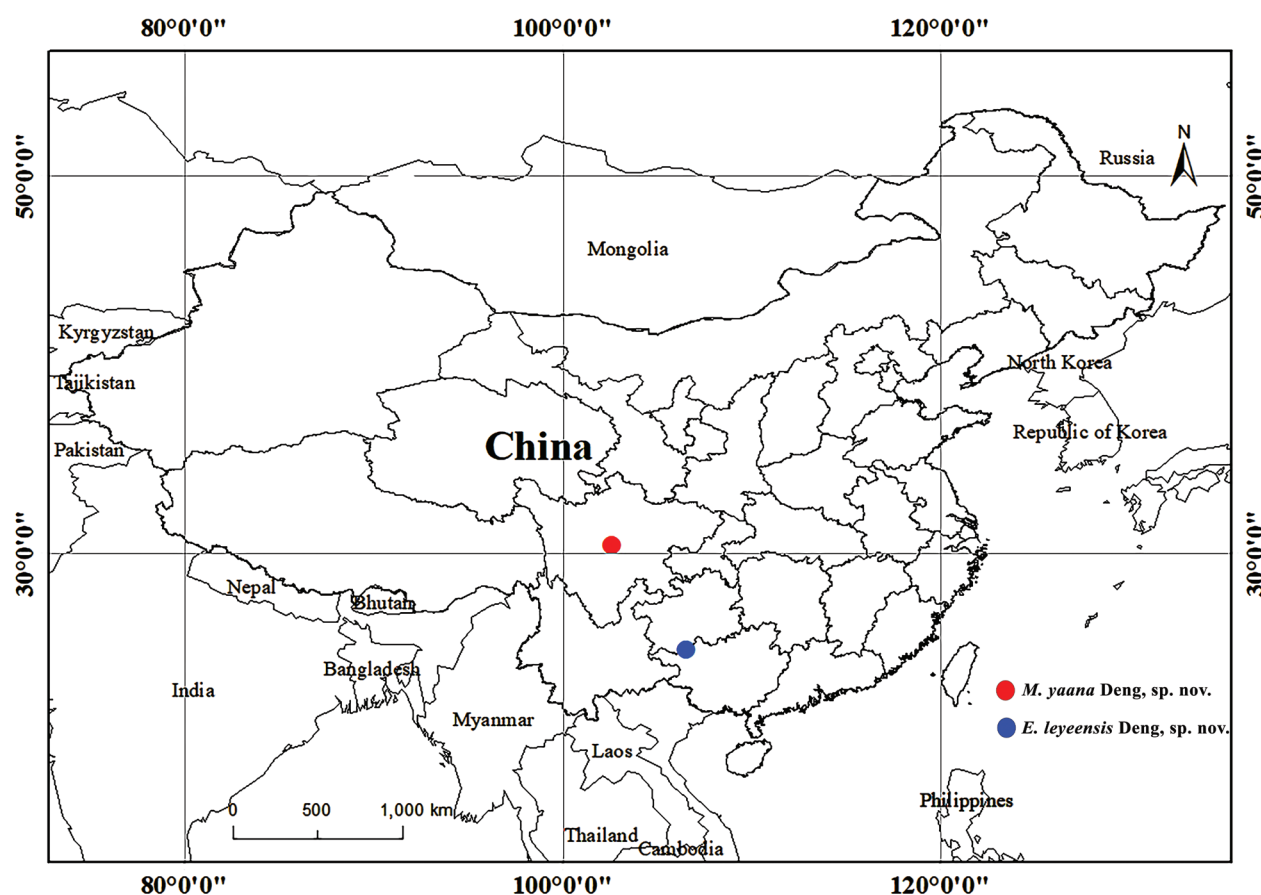 80°0'0" 100°0'0" 120°0'0"
50°0'0"
50°0'0"
N
Russia
Mongolia
Kyrgyzstan
Tajikistan
North Korea
China
Republic of Korea
Pakistan
30°0'0"
30°0'0"
Nepal
Bhutan
Bangladesh
India
M. yaana Deng, sp. nov.
Myanmar
E. leyeensis Deng, sp. nov.
Laos
Philippines
0 500 1,000 km
Thailand
Cambodia
80°0'0" 100°0'0" 120°0'0"